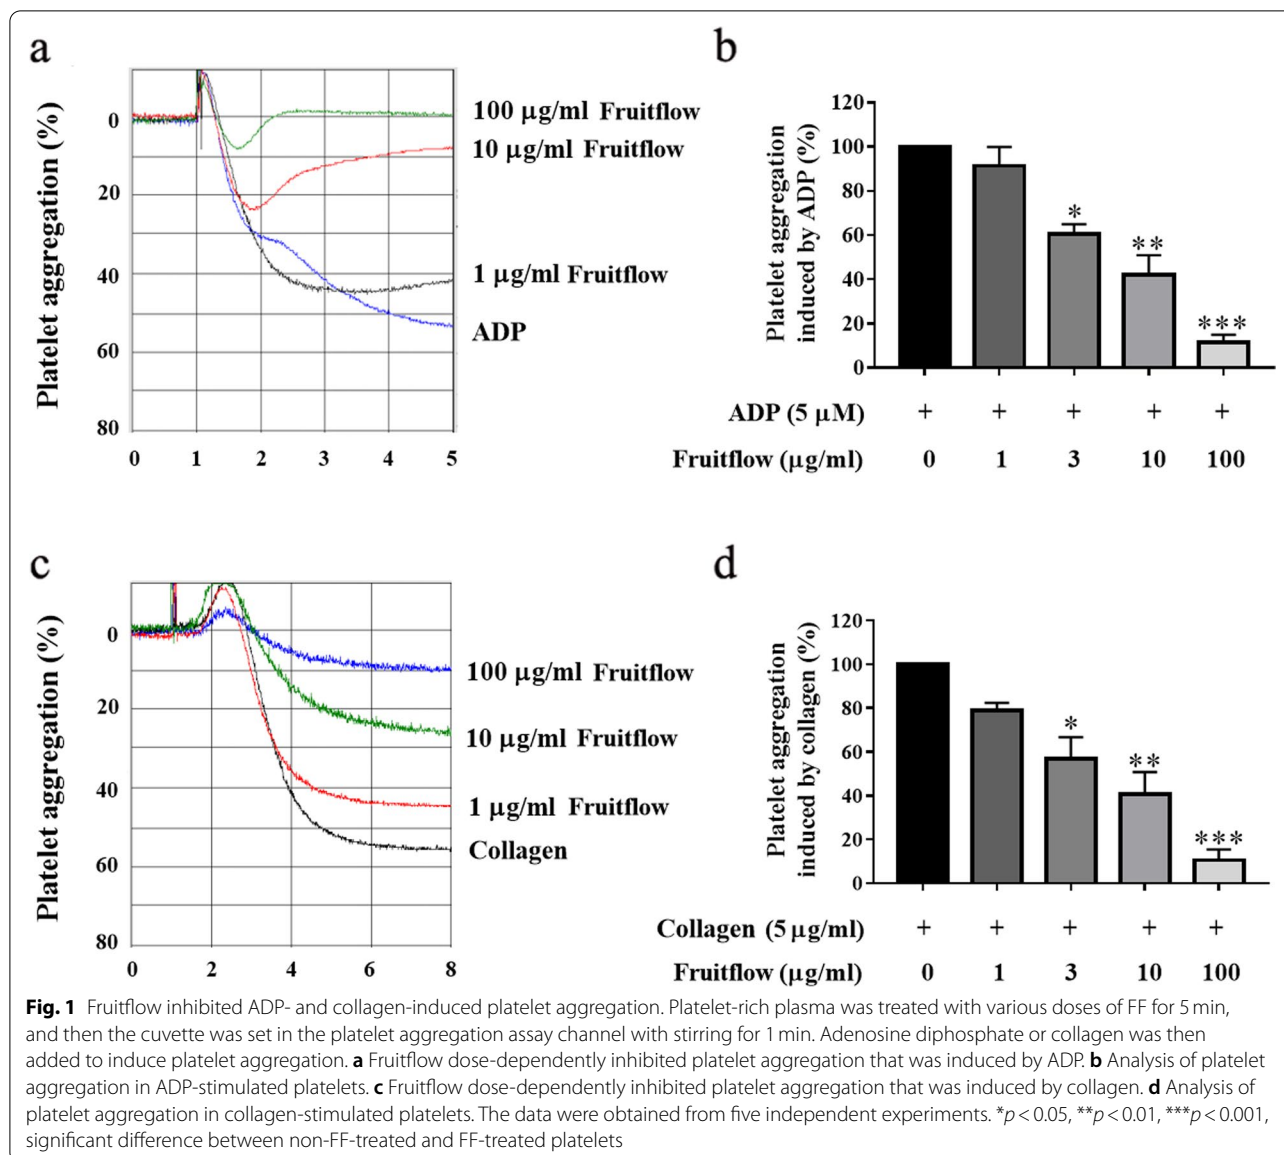 a
Platelet aggregation (%)
0
20
40
60
80
0 1 2 3 4 5
100 µg/ml Fruitflow
10 µg/ml Fruitflow
1 µg/ml Fruitflow
ADP
b
Platelet aggregation
induced by ADP (%)
120
100
80
60
40
20
0
*
**
***
ADP (5 µM) + + + + +
Fruitflow (µg/ml) 0 1 3 10 100
c
Platelet aggregation (%)
0
20
40
60
80
0 2 4 6 8
100 µg/ml Fruitflow
10 µg/ml Fruitflow
1 µg/ml Fruitflow
Collagen
d
Platelet aggregation
induced by collagen (%)
120
100
80
60
40
20
0
*
**
***
Collagen (5 µg/ml) + + + + +
Fruitflow (µg/ml) 0 1 3 10 100
Fig. 1 Fruitflow inhibited ADP- and collagen-induced platelet aggregation. Platelet-rich plasma was treated with various doses of FF for 5 min,
and then the cuvette was set in the platelet aggregation assay channel with stirring for 1 min. Adenosine diphosphate or collagen was then
added to induce platelet aggregation. a Fruitflow dose-dependently inhibited platelet aggregation that was induced by ADP. b Analysis of platelet
aggregation in ADP-stimulated platelets. c Fruitflow dose-dependently inhibited platelet aggregation that was induced by collagen. d Analysis of
platelet aggregation in collagen-stimulated platelets. The data were obtained from five independent experiments. *p < 0.05, **p < 0.01, ***p < 0.001,
significant difference between non-FF-treated and FF-treated platelets